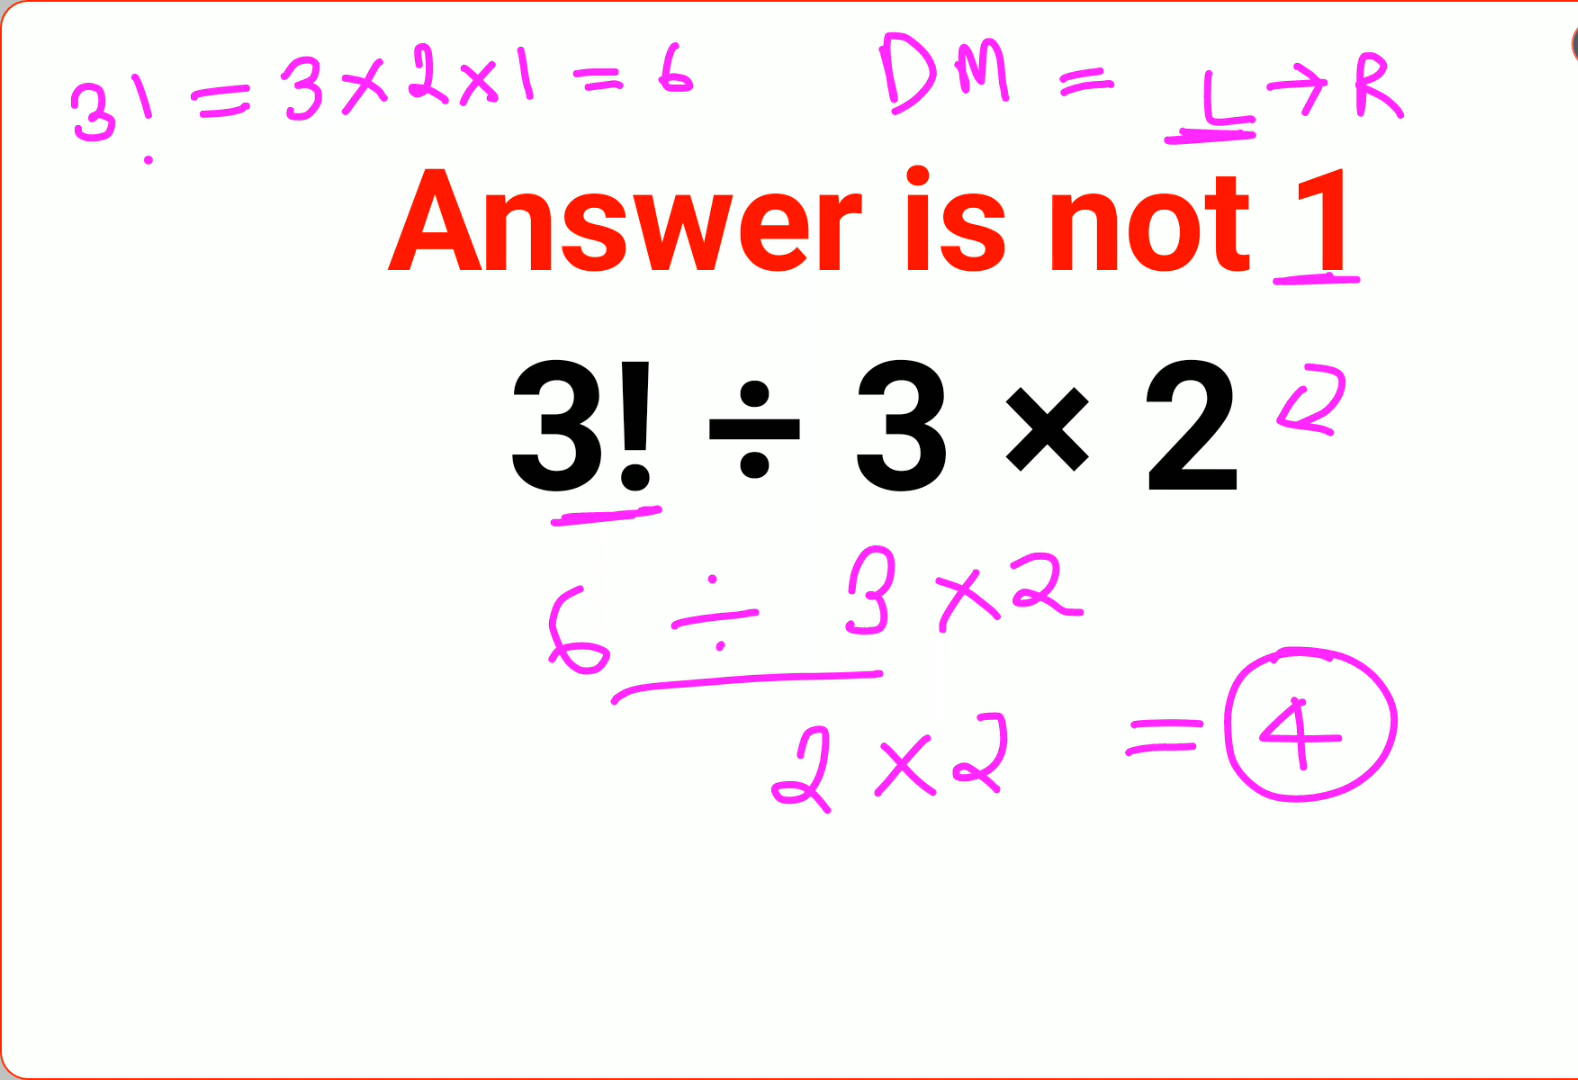 3! = 3 × 2 × 1 = 6 DM = L → R
Answer is not 1
3! ÷ 3 × 2
6 ÷ 3 × 2
2 × 2 = 4